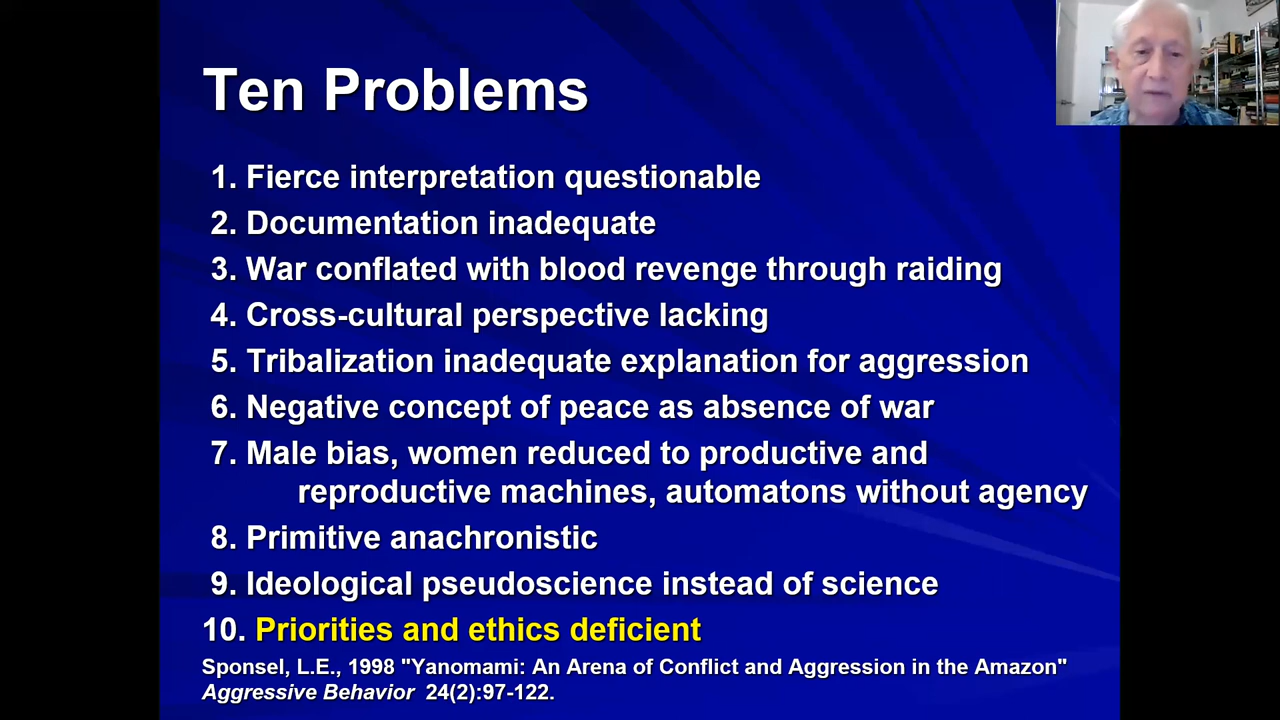 Ten Problems
1. Fierce interpretation questionable
2. Documentation inadequate
3. War conflated with blood revenge through raiding
4. Cross-cultural perspective lacking
5. Tribalization inadequate explanation for aggression
6. Negative concept of peace as absence of war
7. Male bias, women reduced to productive and
reproductive machines, automatons without agency
8. Primitive anachronistic
9. Ideological pseudoscience instead of science
10. Priorities and ethics deficient
Sponsel, L.E., 1998 "Yanomami: An Arena of Conflict and Aggression in the Amazon"
Aggressive Behavior 24(2):97-122.